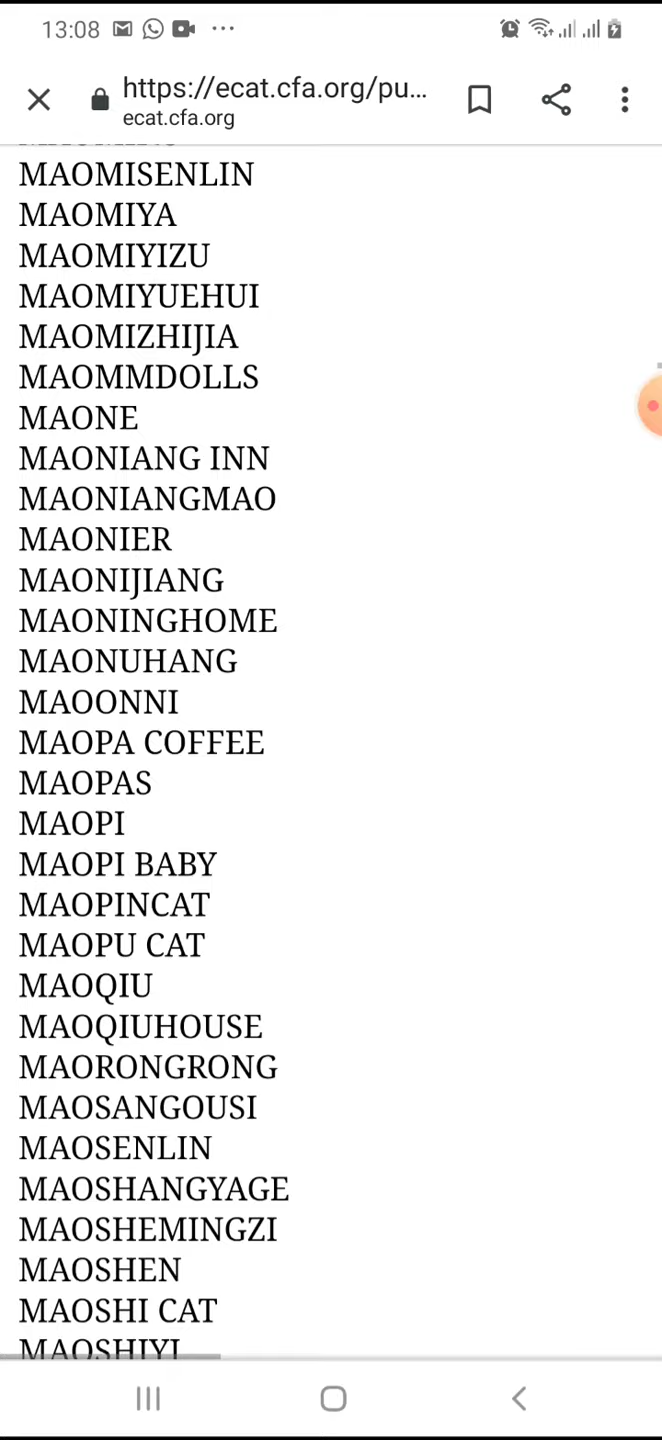 13:08
https://ecat.cfa.org/pu...
ecat.cfa.org
MAOMISENLIN
MAOMIYA
MAOMIYIZU
MAOMIYUEHUI
MAOMIZHIJIA
MAOMMDOLLS
MAONE
MAONIANG INN
MAONIANGMAO
MAONIER
MAONIJIANG
MAONINGHOME
MAONUHANG
MAOONNI
MAOPA COFFEE
MAOPAS
MAOPI
MAOPI BABY
MAOPINCAT
MAOPU CAT
MAOQIU
MAOQIUHOUSE
MAORONGRONG
MAOSANGOUSI
MAOSENLIN
MAOSHANGYAGE
MAOSHEMINGZI
MAOSHEN
MAOSHI CAT
MAOSHIYI